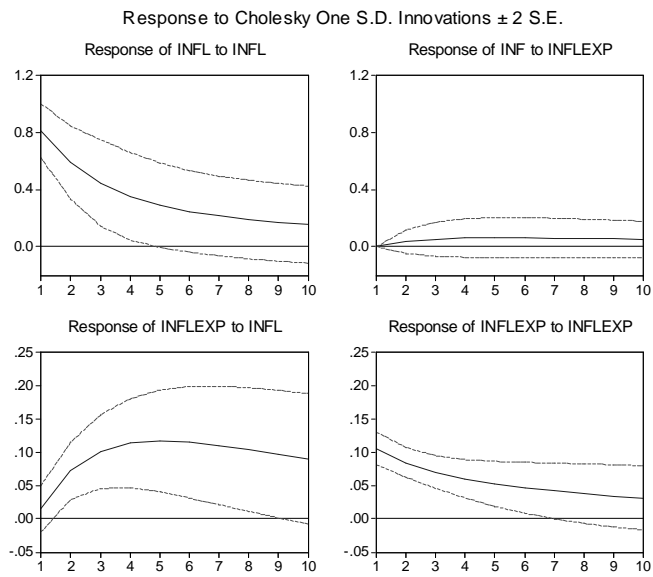 Response to Cholesky One S.D. Innovations ± 2 S.E.
Response of INFL to INFL
1.2
0.8
0.4
0.0
1 2 3 4 5 6 7 8 9 10
Response of INF to INFLEXP
1.2
0.8
0.4
0.0
1 2 3 4 5 6 7 8 9 10
Response of INFLEXP to INFL
.25
.20
.15
.10
.05
.00
-.05
1 2 3 4 5 6 7 8 9 10
Response of INFLEXP to INFLEXP
.25
.20
.15
.10
.05
.00
-.05
1 2 3 4 5 6 7 8 9 10